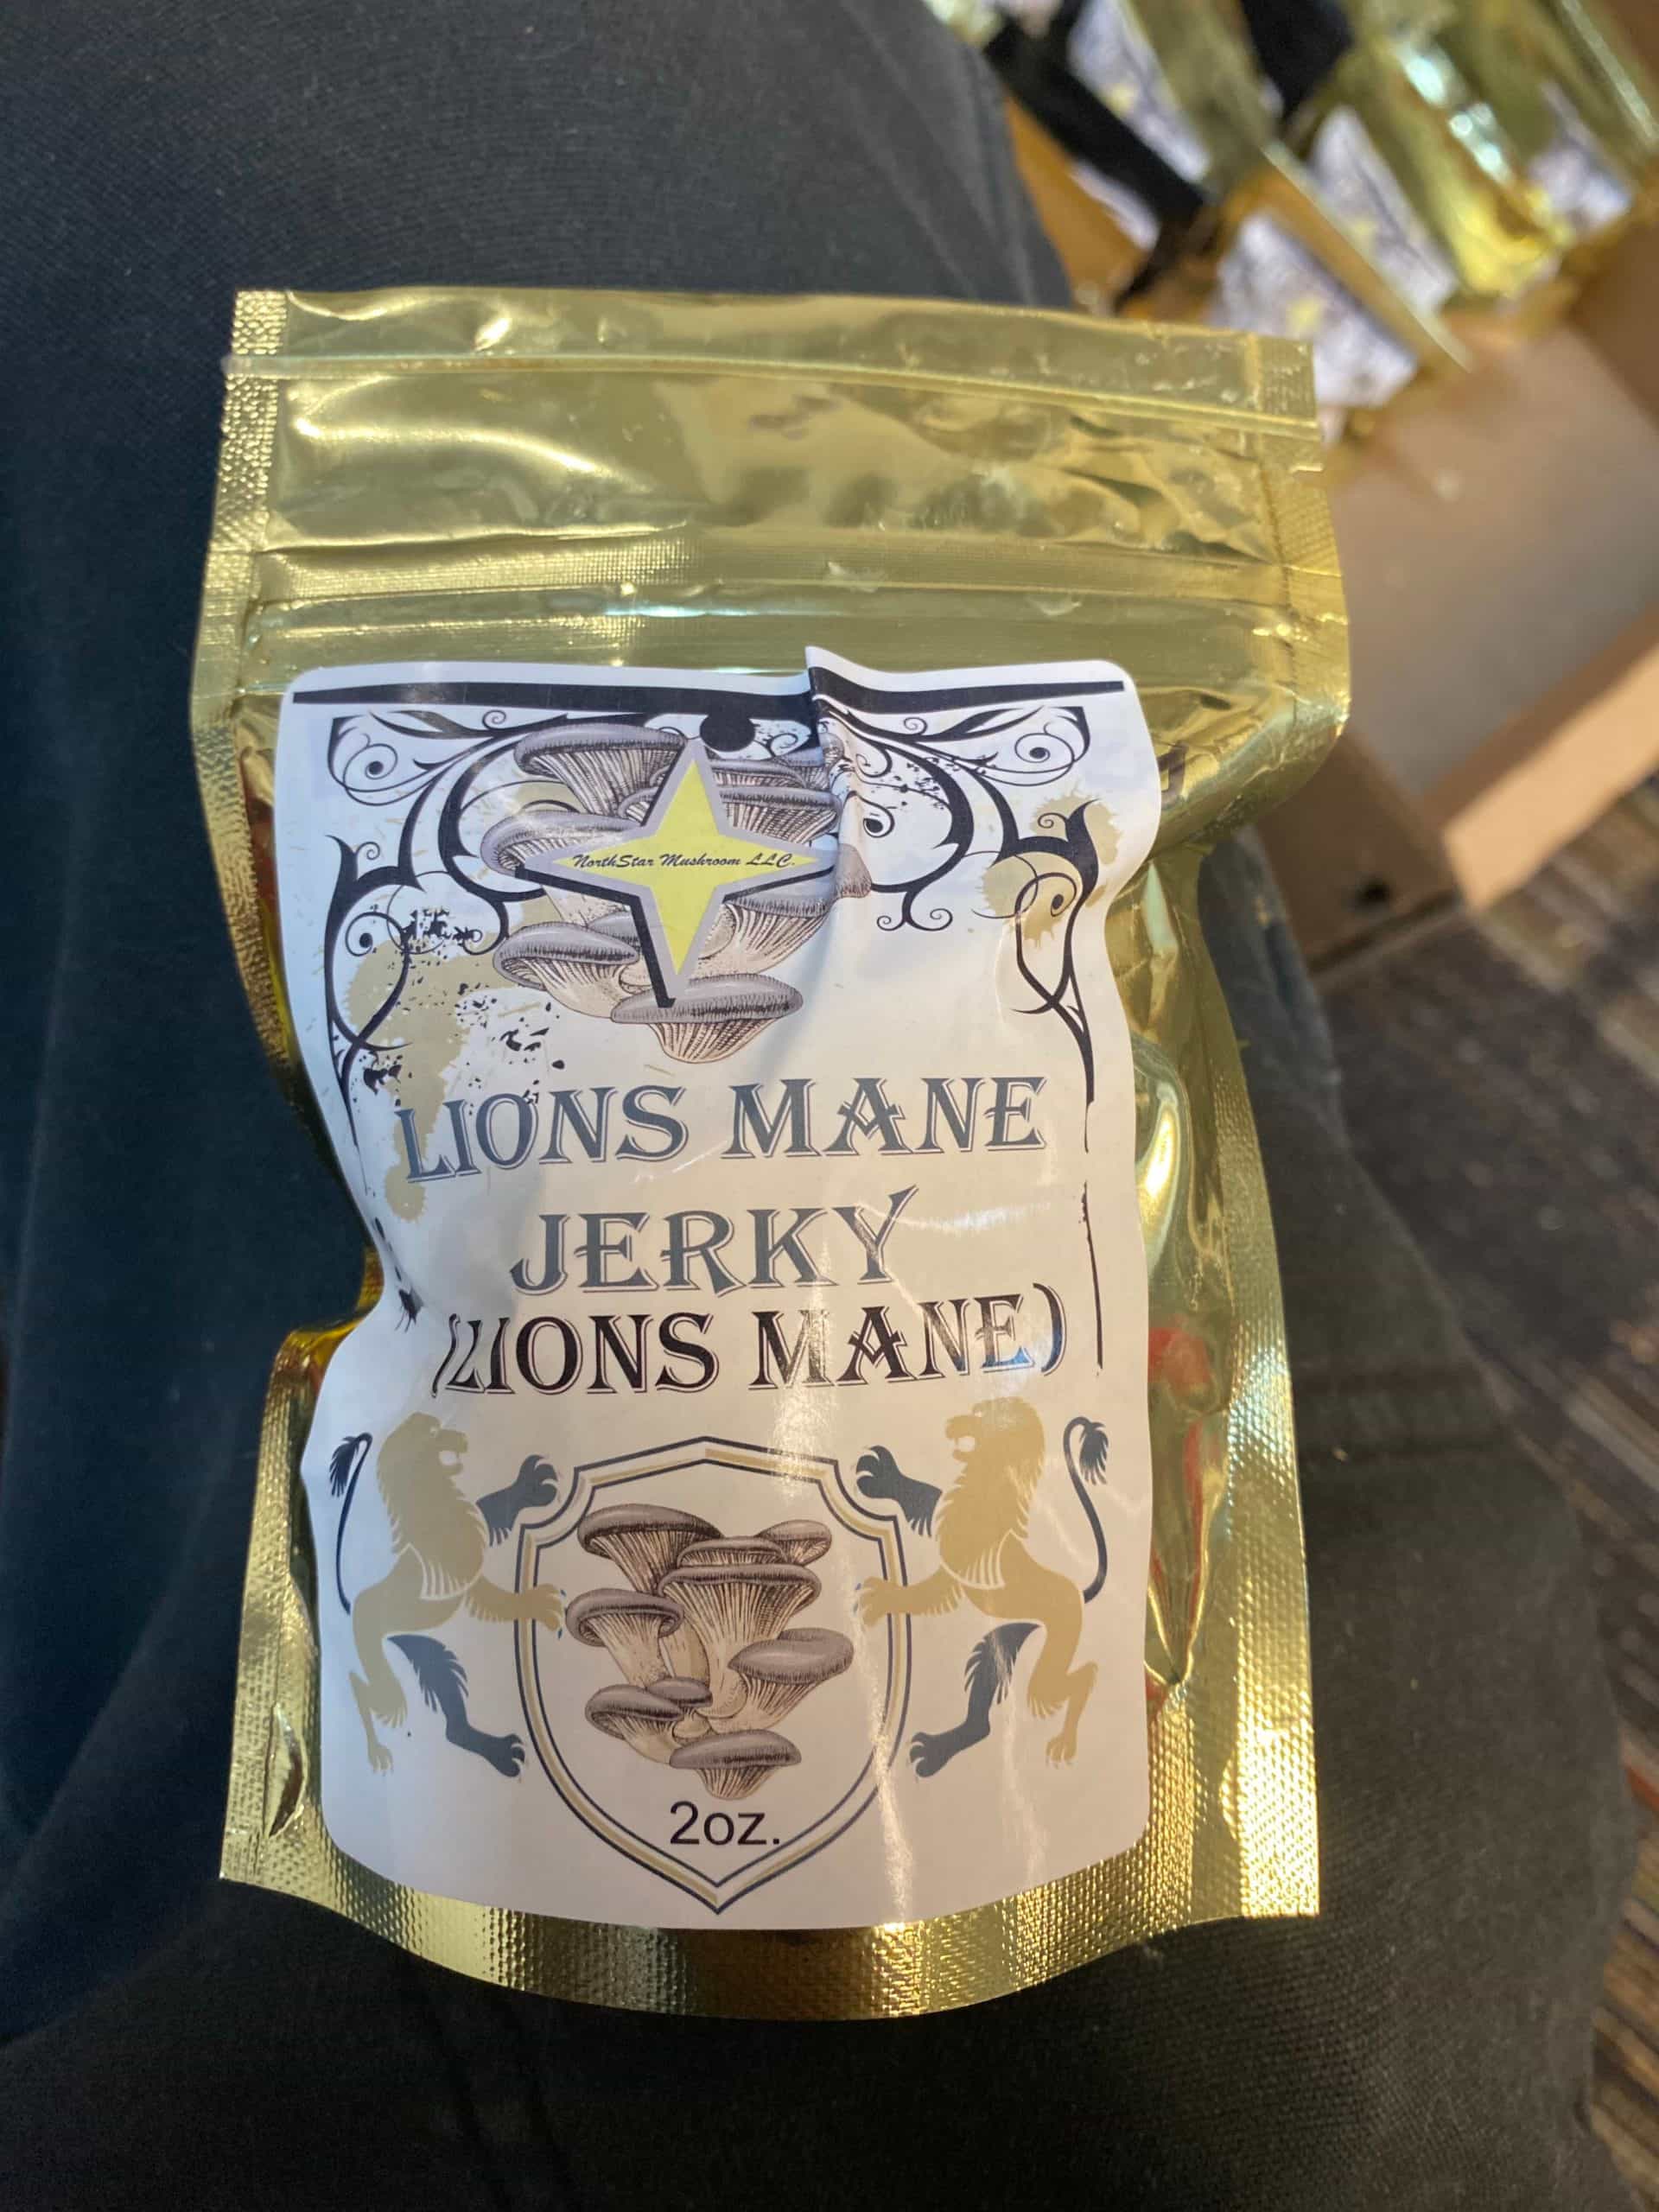 NorthStar Mushroom LLC.
LIONS MANE
JERKY
(LIONS MANE)
2oz.